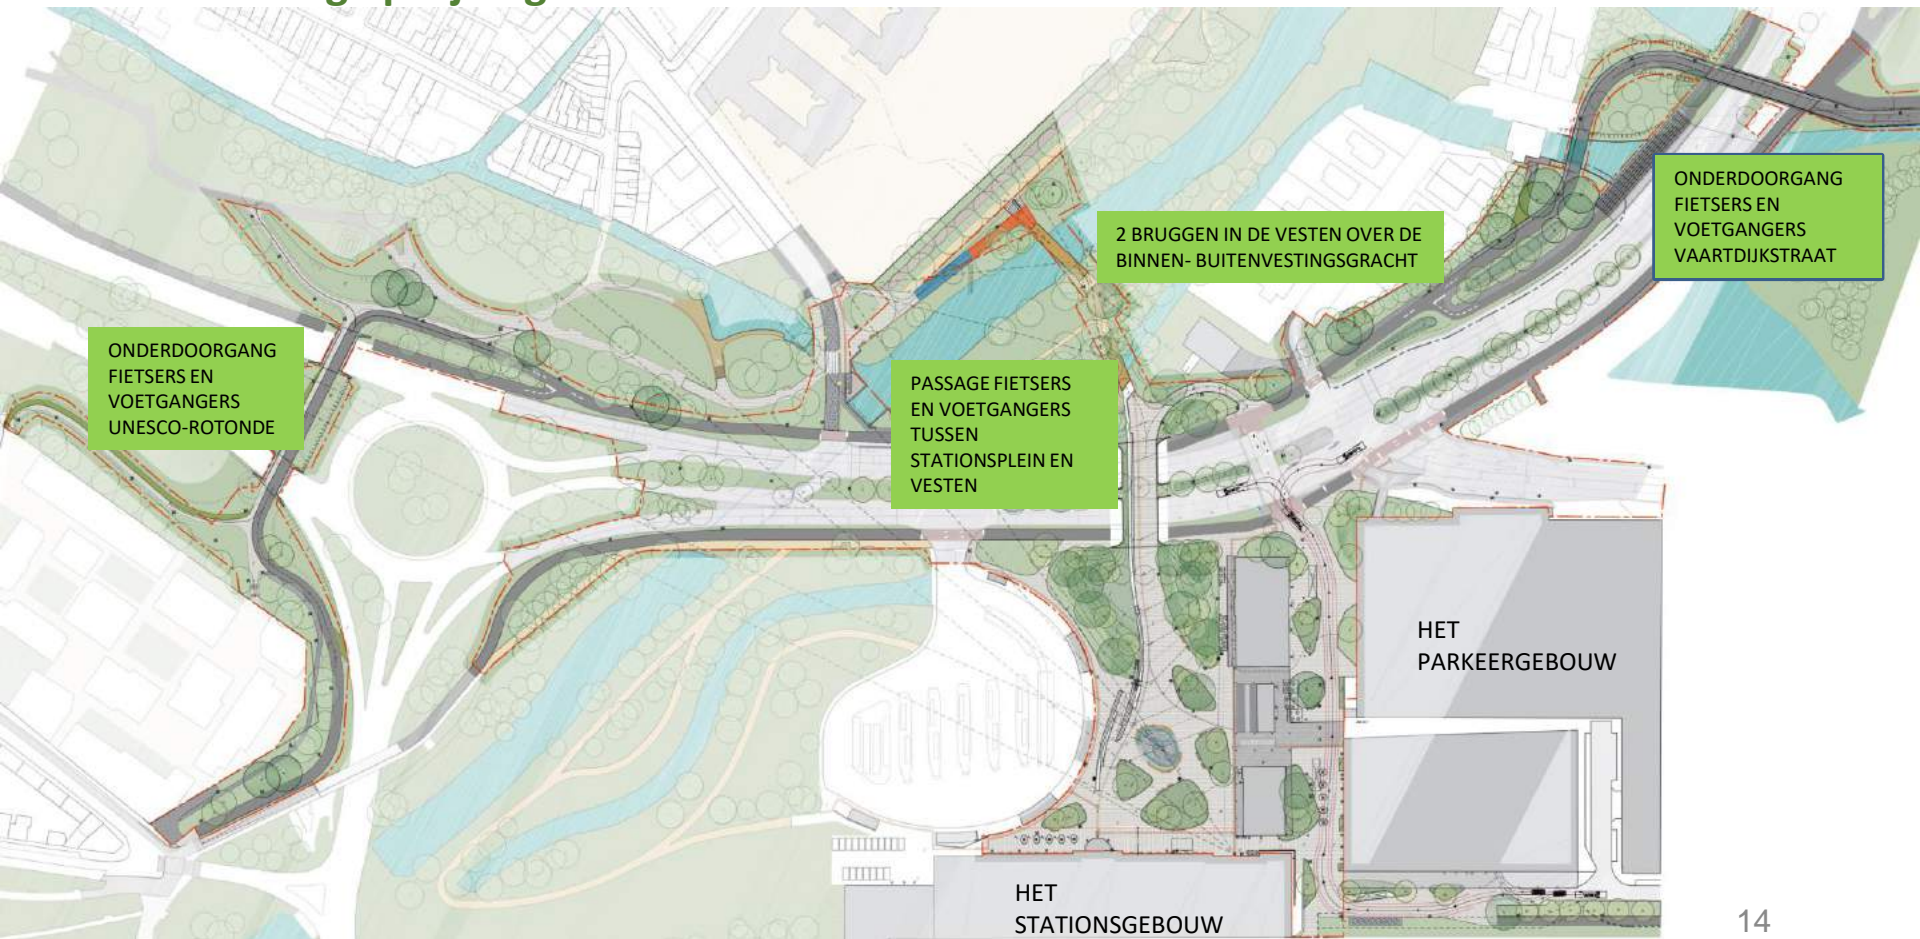 2 BRUGGEN IN DE VESTEN OVER DE
BINNEN- BUITENVESTINGSGRACHT
ONDERDOORGANG
FIETSERS EN
VOETGANGERS
VAARTDIJKSTRAAT
ONDERDOORGANG
FIETSERS EN
VOETGANGERS
UNESCO-ROTONDE
PASSAGE FIETSERS
EN VOETGANGERS
TUSSEN
STATIONSPLEIN EN
VESTEN
HET
PARKEERGEBOUW
HET
STATIONSGEBOUW
14